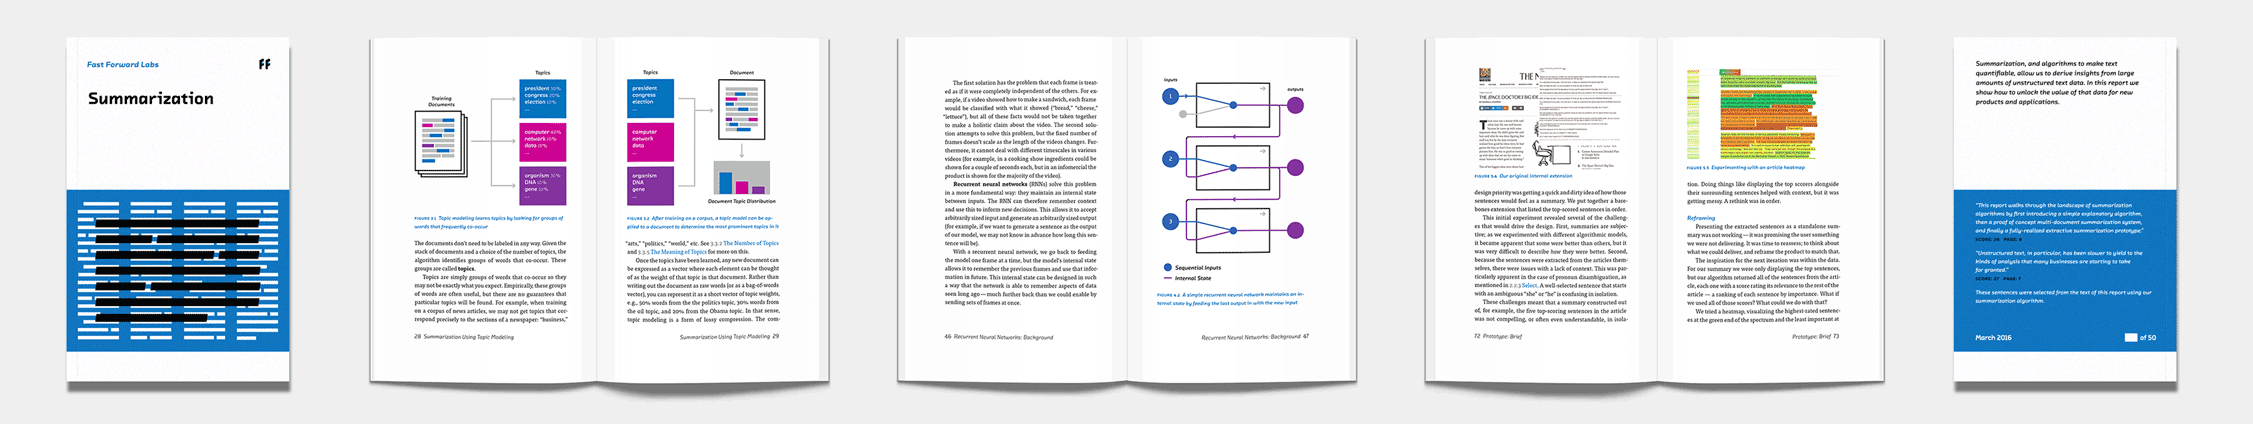 Fast Forward Labs
FF
Summarization
Topics
Training
Documents
president 30%
congress 20%
election 10%
...
computer 40%
network 20%
data 10%
...
organism 30%
DNA 10%
gene 10%
...
FIGURE 3.1 Topic modeling learns topics by looking for groups of
words that frequently co-occur
The documents don't need to be labeled in any way. Given the
stack of documents and a choice of the number of topics, the
algorithm identifies groups of words that co-occur. These
groups are called topics.
Topics are simply groups of words that co-occur so they
may not be exactly what you expect. Empirically, these groups
of words are often useful, but there are no guarantees that
particular topics will be found. For example, when training
on a corpus of news articles, we may not get topics that cor-
respond precisely to the sections of a newspaper: "business,"
28 Summarization Using Topic Modeling
Topics
Document
president
congress
election
...
computer
network
data
...
organism
DNA
gene
...
Document Topic Distribution
FIGURE 3.2 After training on a corpus, a topic model can be ap-
plied to a document to determine the most prominent topics in it
"arts," "politics," "world," etc. See 3.3.2 The Number of Topics
and 3.3.5 The Meaning of Topics for more on this.
Once the topics have been learned, any new document can
be expressed as a vector where each element can be thought
of as the weight of that topic in that document. Rather than
writing out the document as raw words (or as a bag-of-words
vector), you can represent it as a short vector of topic weights,
e.g., 50% words from the the politics topic, 30% words from
the oil topic, and 20% from the Obama topic. In that sense,
topic modeling is a form of lossy compression. The com-
Summarization Using Topic Modeling 29
The first solution has the problem that each frame is treat-
ed as if it were completely independent of the others. For ex-
ample, if a video showed how to make a sandwich, each frame
would be classified with what it showed ("bread," "cheese,"
"lettuce"), but all of these facts would not be taken together
to make a holistic claim about the video. The second solu-
tion attempts to solve this problem, but the fixed number of
frames doesn't scale as the length of the videos changes. Fur-
thermore, it cannot deal with different timescales in various
videos (for example, in a cooking show ingredients could be
shown for a couple of seconds each, but in an infomercial the
product is shown for the majority of the video).
Recurrent neural networks (RNNs) solve this problem
in a more fundamental way: they maintain an internal state
between inputs. The RNN can therefore remember context
and use this to inform new decisions. This allows it to accept
arbitrarily sized input and generate an arbitrarily sized output
(for example, if we want to generate a sentence as the output
of our model, we may not know in advance how long this sen-
tence will be).
With a recurrent neural network, we go back to feeding
the model one frame at a time, but the model's internal state
allows it to remember the previous frames and use that infor-
mation in future. This internal state can be designed in such
a way that the network is able to remember aspects of data
seen long ago—much further back than we could enable by
sending sets of frames at once.
46 Recurrent Neural Networks: Background
inputs
outputs
1
2
3
Sequential Inputs
Internal State
FIGURE 4.2 A simple recurrent neural network maintains an in-
ternal state by feeding the last output in with the new input
Recurrent Neural Networks: Background 47
THE N
THE SPACE DOCTOR'S BIG IDE
FIGURE 5.4 Our original internal extension
design priority was getting a quick and dirty idea of how those
sentences would feel as a summary. We put together a bare-
bones extension that listed the top-scored sentences in order.
This initial experiment revealed several of the challeng-
es that would drive the design. First, summaries are subjec-
tive; as we experimented with different algorithmic models,
it became apparent that some were better than others, but it
was very difficult to describe how they were better. Second,
because the sentences were extracted from the articles them-
selves, there were issues with a lack of context. This was par-
ticularly apparent in the case of pronoun disambiguation, as
mentioned in 2.2.3 Select. A well-selected sentence that starts
with an ambiguous "she" or "he" is confusing in isolation.
These challenges meant that a summary constructed out
of, for example, the five top-scoring sentences in the article
was not compelling, or often even understandable, in isola-
72 Prototype: Brief
FIGURE 5.5 Experimenting with an article heatmap
tion. Doing things like displaying the top scores alongside
their surrounding sentences helped with context, but it was
getting messy. A rethink was in order.
Reframing
Presenting the extracted sentences as a standalone sum-
mary was not working—it was promising the user something
we were not delivering. It was time to reassess; to think about
what we could deliver, and reframe the product to match that.
The inspiration for the next iteration was within the data.
For our summary we were only displaying the top sentences,
but our algorithm returned all of the sentences from the arti-
cle, each one with a score rating its relevance to the rest of the
article — a ranking of each sentence by importance. What if
we used all of those scores? What could we do with that?
We tried a heatmap, visualizing the highest-rated sentenc-
es at the green end of the spectrum and the least important at
Prototype: Brief 73
Summarization, and algorithms to make text
quantifiable, allow us to derive insights from large
amounts of unstructured text data. In this report we
show how to unlock the value of that data for new
products and applications.
"This report walks through the landscape of summarization
algorithms by first introducing a simple explanatory algorithm,
then a proof of concept multi-document summarization system,
and finally a fully-realized extractive summarization prototype."
SCORE: 28 PAGE: 6
"Unstructured text, in particular, has been slower to yield to the
kinds of analysis that many businesses are starting to take
for granted."
SCORE: 27 PAGE: 7
These sentences were selected from the text of this report using our
summarization algorithm.
March 2016
of 50